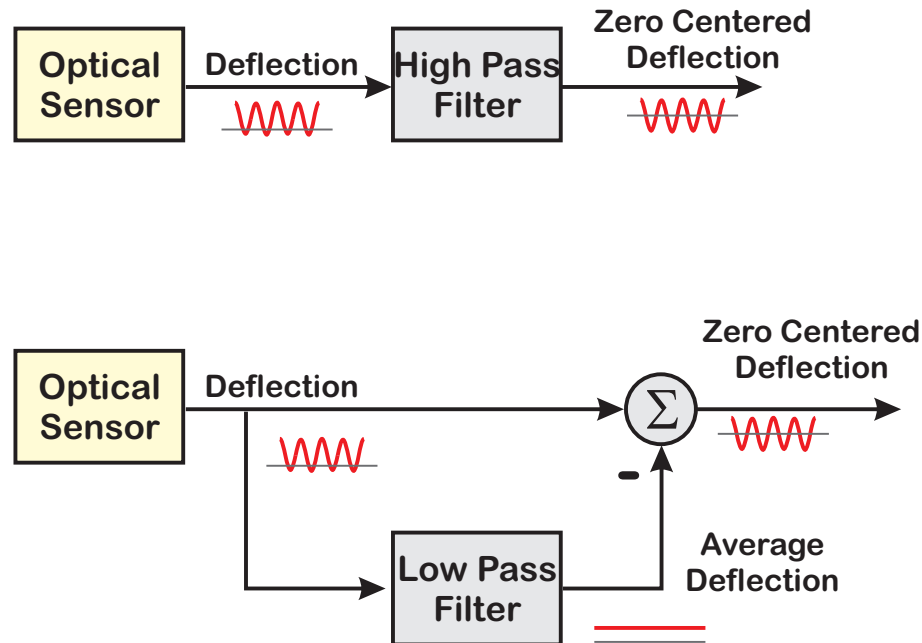 Optical
Sensor
Deflection
High Pass
Filter
Zero Centered
Deflection
Optical
Sensor
Deflection
Σ
-
Zero Centered
Deflection
Low Pass
Filter
Average
Deflection